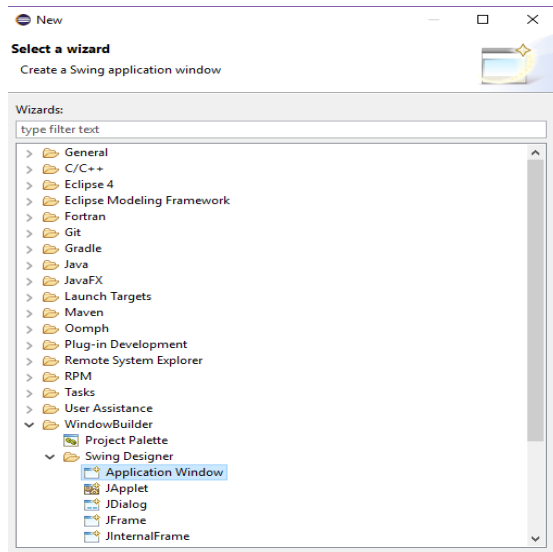 New
Select a wizard
Create a Swing application window
Wizards:
type filter text
General
C/C++
Eclipse 4
Eclipse Modeling Framework
Fortran
Git
Gradle
Java
JavaFX
Launch Targets
Maven
Oomph
Plug-in Development
Remote System Explorer
RPM
Tasks
User Assistance
WindowBuilder
Project Palette
Swing Designer
Application Window
JApplet
JDialog
JFrame
JInternalFrame